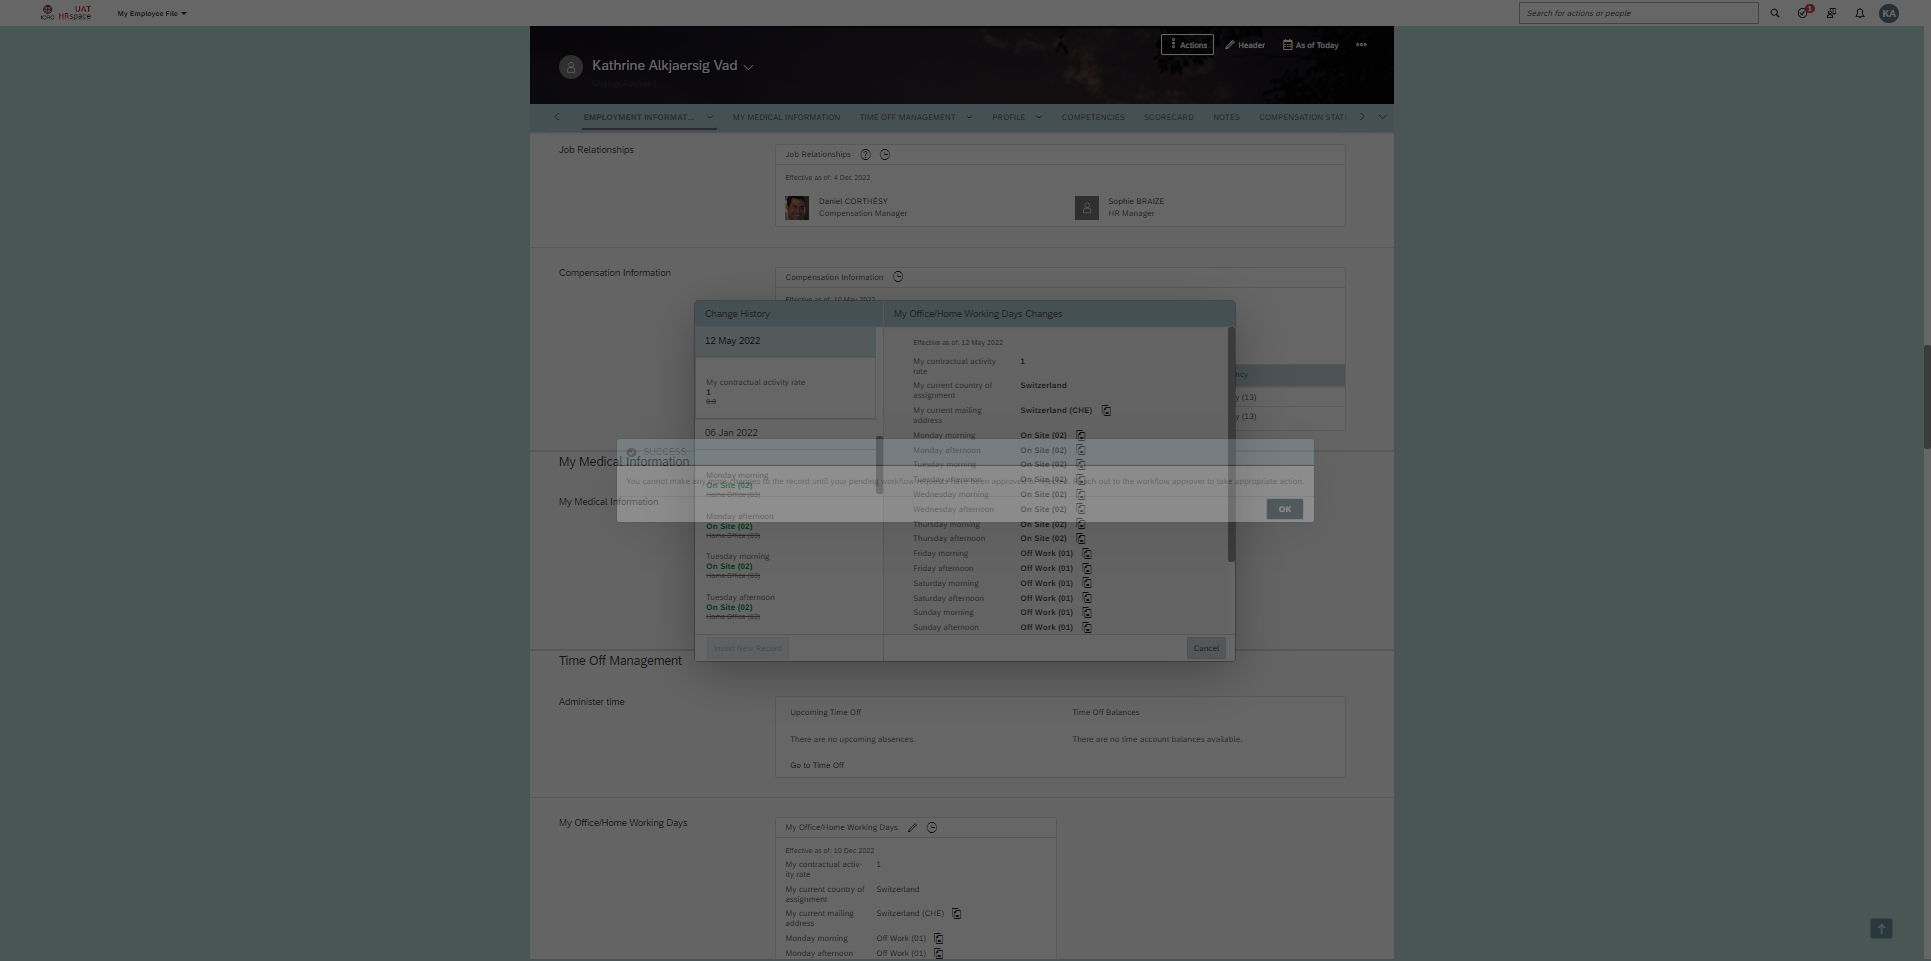 ICRC UAT HRspace My Employee File
Search for actions or people
1
KA
Actions Header As of Today
Kathrine Alkjaersig Vad
EMPLOYMENT INFORMAT... MY MEDICAL INFORMATION TIME OFF MANAGEMENT PROFILE COMPETENCIES SCORECARD NOTES COMPENSATION STAT
Job Relationships
Job Relationships
Effective as of: 4 Dec 2022
Daniel CORTHÉSY
Compensation Manager
Sophie BRAIZE
HR Manager
Compensation Information
Compensation Information
Effective as of: 10 May 2022
ncy
y (13)
y (13)
Change History
12 May 2022
My contractual activity rate
1
0.8
06 Jan 2022
Monday morning
On Site (02)
Home Office (03)
Monday afternoon
On Site (02)
Home Office (03)
Tuesday morning
On Site (02)
Home Office (03)
Tuesday afternoon
On Site (02)
Home Office (03)
Insert New Record
My Office/Home Working Days Changes
Effective as of: 12 May 2022
My contractual activity rate 1
My current country of assignment Switzerland
My current mailing address Switzerland (CHE)
Monday morning On Site (02)
Monday afternoon On Site (02)
Tuesday morning On Site (02)
Tuesday afternoon On Site (02)
Wednesday morning On Site (02)
Wednesday afternoon On Site (02)
Thursday morning On Site (02)
Thursday afternoon On Site (02)
Friday morning Off Work (01)
Friday afternoon Off Work (01)
Saturday morning Off Work (01)
Saturday afternoon Off Work (01)
Sunday morning Off Work (01)
Sunday afternoon Off Work (01)
Cancel
SUCCESS
You cannot make any more changes to the record until your pending workflow requests have been approved or rejected. Reach out to the workflow approver to take appropriate action.
OK
My Medical Information
My Medical Information
Time Off Management
Administer time
Upcoming Time Off
There are no upcoming absences.
Go to Time Off
Time Off Balances
There are no time account balances available.
My Office/Home Working Days
My Office/Home Working Days
Effective as of: 10 Dec 2022
My contractual activ-
ity rate 1
My current country of
assignment Switzerland
My current mailing
address Switzerland (CHE)
Monday morning Off Work (01)
Monday afternoon Off Work (01)